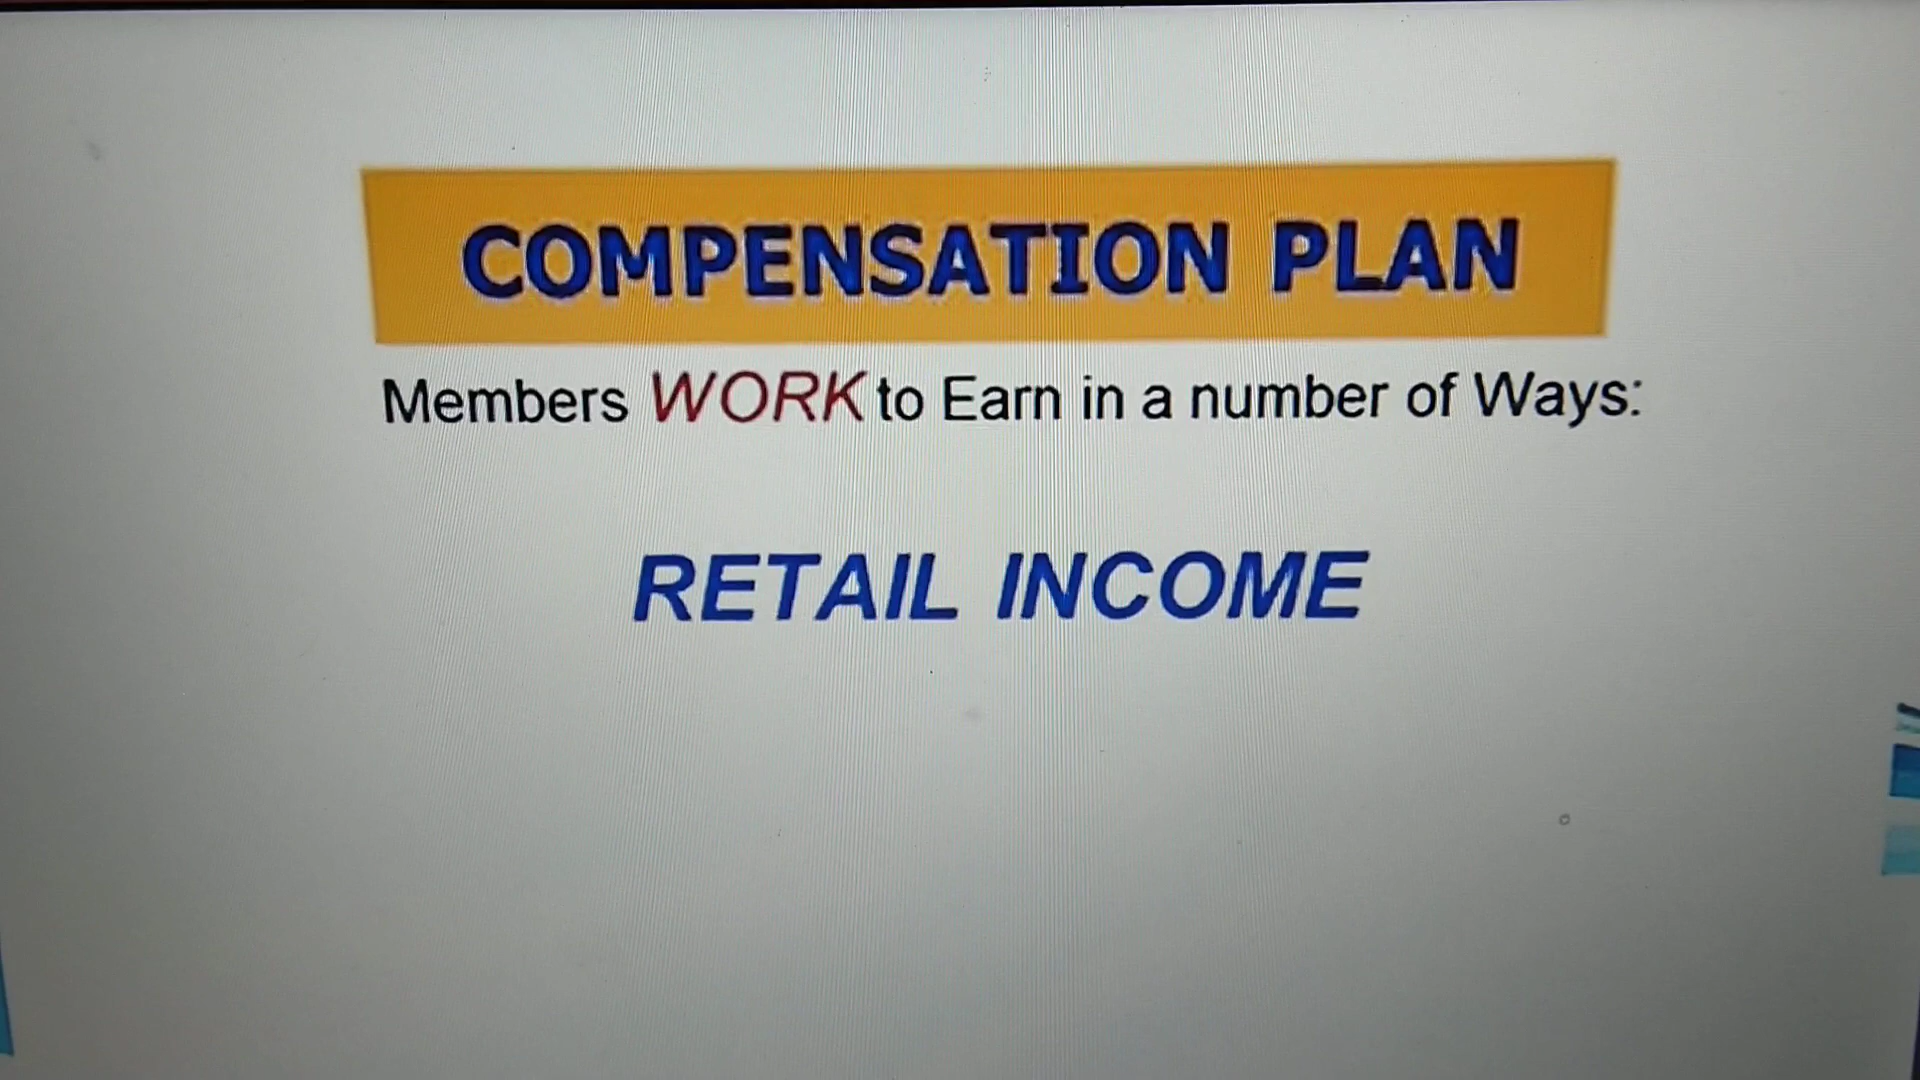 COMPENSATION PLAN
Members WORK to Earn in a number of Ways:
RETAIL INCOME